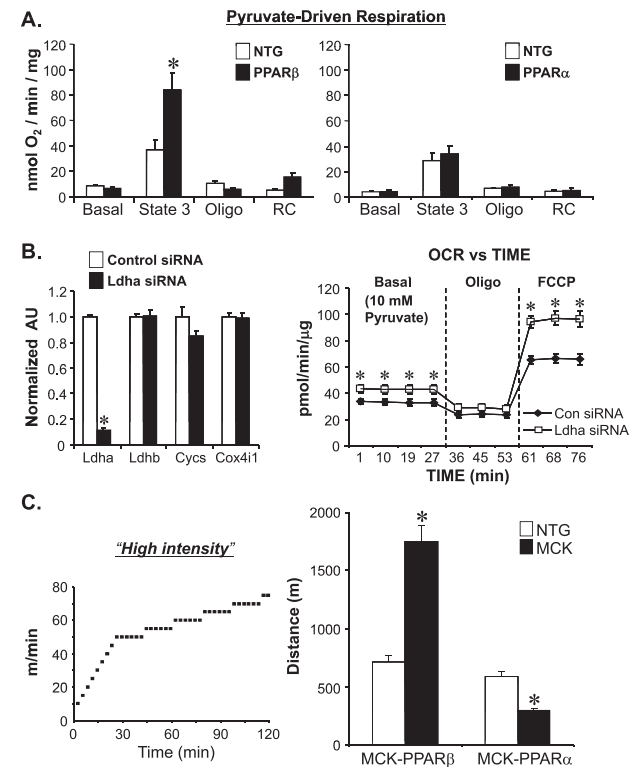 A.
Pyruvate-Driven Respiration
nmol O2 / min / mg
120
100
80
60
40
20
0
*
NTG
PPARβ
Basal State 3 Oligo RC
120
100
80
60
40
20
0
NTG
PPARα
Basal State 3 Oligo RC
B.
Control siRNA
Ldha siRNA
Normalized AU
1.2
1.0
0.8
0.6
0.4
0.2
0
*
Ldha Ldhb Cycs Cox4i1
OCR vs TIME
pmol/min/μg
120
100
80
60
40
20
0
Basal Oligo FCCP
(10 mM
Pyruvate)
* * * * * * *
Con siRNA
Ldha siRNA
1 10 19 27 36 45 53 61 68 76
TIME (min)
C.
"High intensity"
m/min
80
60
40
20
0
0 30 60 90 120
Time (min)
Distance (m)
2000
1500
1000
500
0
*
NTG
MCK
*
MCK-PPARβ MCK-PPARα